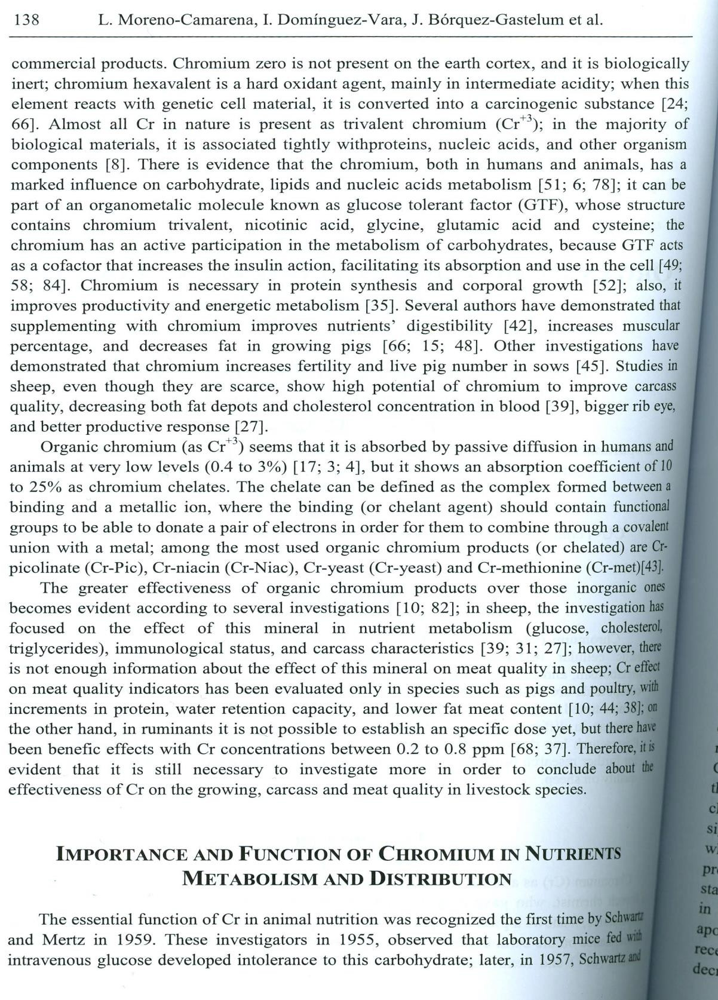 138 L. Moreno-Camarena, I. Domínguez-Vara, J. Bórquez-Gastelum et al.
commercial products. Chromium zero is not present on the earth cortex, and it is biologically
inert; chromium hexavalent is a hard oxidant agent, mainly in intermediate acidity; when this
element reacts with genetic cell material, it is converted into a carcinogenic substance [24;
66]. Almost all Cr in nature is present as trivalent chromium (Cr⁺³); in the majority of
biological materials, it is associated tightly withproteins, nucleic acids, and other organism
components [8]. There is evidence that the chromium, both in humans and animals, has a
marked influence on carbohydrate, lipids and nucleic acids metabolism [51; 6; 78]; it can be
part of an organometalic molecule known as glucose tolerant factor (GTF), whose structure
contains chromium trivalent, nicotinic acid, glycine, glutamic acid and cysteine; the
chromium has an active participation in the metabolism of carbohydrates, because GTF acts
as a cofactor that increases the insulin action, facilitating its absorption and use in the cell [49;
58; 84]. Chromium is necessary in protein synthesis and corporal growth [52]; also, it
improves productivity and energetic metabolism [35]. Several authors have demonstrated that
supplementing with chromium improves nutrients’ digestibility [42], increases muscular
percentage, and decreases fat in growing pigs [66; 15; 48]. Other investigations have
demonstrated that chromium increases fertility and live pig number in sows [45]. Studies in
sheep, even though they are scarce, show high potential of chromium to improve carcass
quality, decreasing both fat depots and cholesterol concentration in blood [39], bigger rib eye,
and better productive response [27].
Organic chromium (as Cr⁺³) seems that it is absorbed by passive diffusion in humans and
animals at very low levels (0.4 to 3%) [17; 3; 4], but it shows an absorption coefficient of 10
to 25% as chromium chelates. The chelate can be defined as the complex formed between a
binding and a metallic ion, where the binding (or chelant agent) should contain functional
groups to be able to donate a pair of electrons in order for them to combine through a covalent
union with a metal; among the most used organic chromium products (or chelated) are Cr-
picolinate (Cr-Pic), Cr-niacin (Cr-Niac), Cr-yeast (Cr-yeast) and Cr-methionine (Cr-met)[43].
The greater effectiveness of organic chromium products over those inorganic ones
becomes evident according to several investigations [10; 82]; in sheep, the investigation has
focused on the effect of this mineral in nutrient metabolism (glucose, cholesterol,
triglycerides), immunological status, and carcass characteristics [39; 31; 27]; however, there
is not enough information about the effect of this mineral on meat quality in sheep; Cr effect
on meat quality indicators has been evaluated only in species such as pigs and poultry, with
increments in protein, water retention capacity, and lower fat meat content [10; 44; 38]; on
the other hand, in ruminants it is not possible to establish an specific dose yet, but there have
been benefic effects with Cr concentrations between 0.2 to 0.8 ppm [68; 37]. Therefore, it is
evident that it is still necessary to investigate more in order to conclude about the
effectiveness of Cr on the growing, carcass and meat quality in livestock species.
IMPORTANCE AND FUNCTION OF CHROMIUM IN NUTRIENTS
METABOLISM AND DISTRIBUTION
The essential function of Cr in animal nutrition was recognized the first time by Schwartz
and Mertz in 1959. These investigators in 1955, observed that laboratory mice fed with
intravenous glucose developed intolerance to this carbohydrate; later, in 1957, Schwartz and